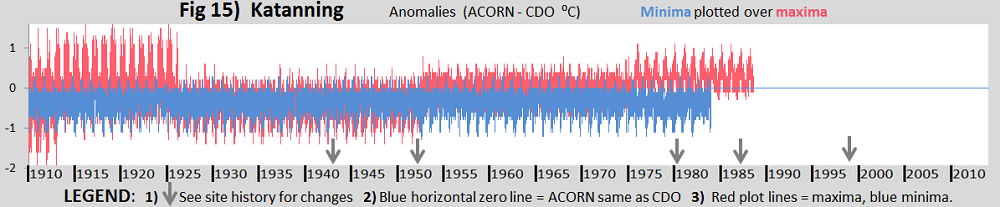 Fig 15) Katanning Anomalies (ACORN - CDO ⁰C) Minima plotted over maxima
1
0
-1
-2
1910 1915 1920 1925 1930 1935 1940 1945 1950 1955 1960 1965 1970 1975 1980 1985 1990 1995 2000 2005 2010
LEGEND: 1) See site history for changes 2) Blue horizontal zero line = ACORN same as CDO 3) Red plot lines = maxima, blue minima.